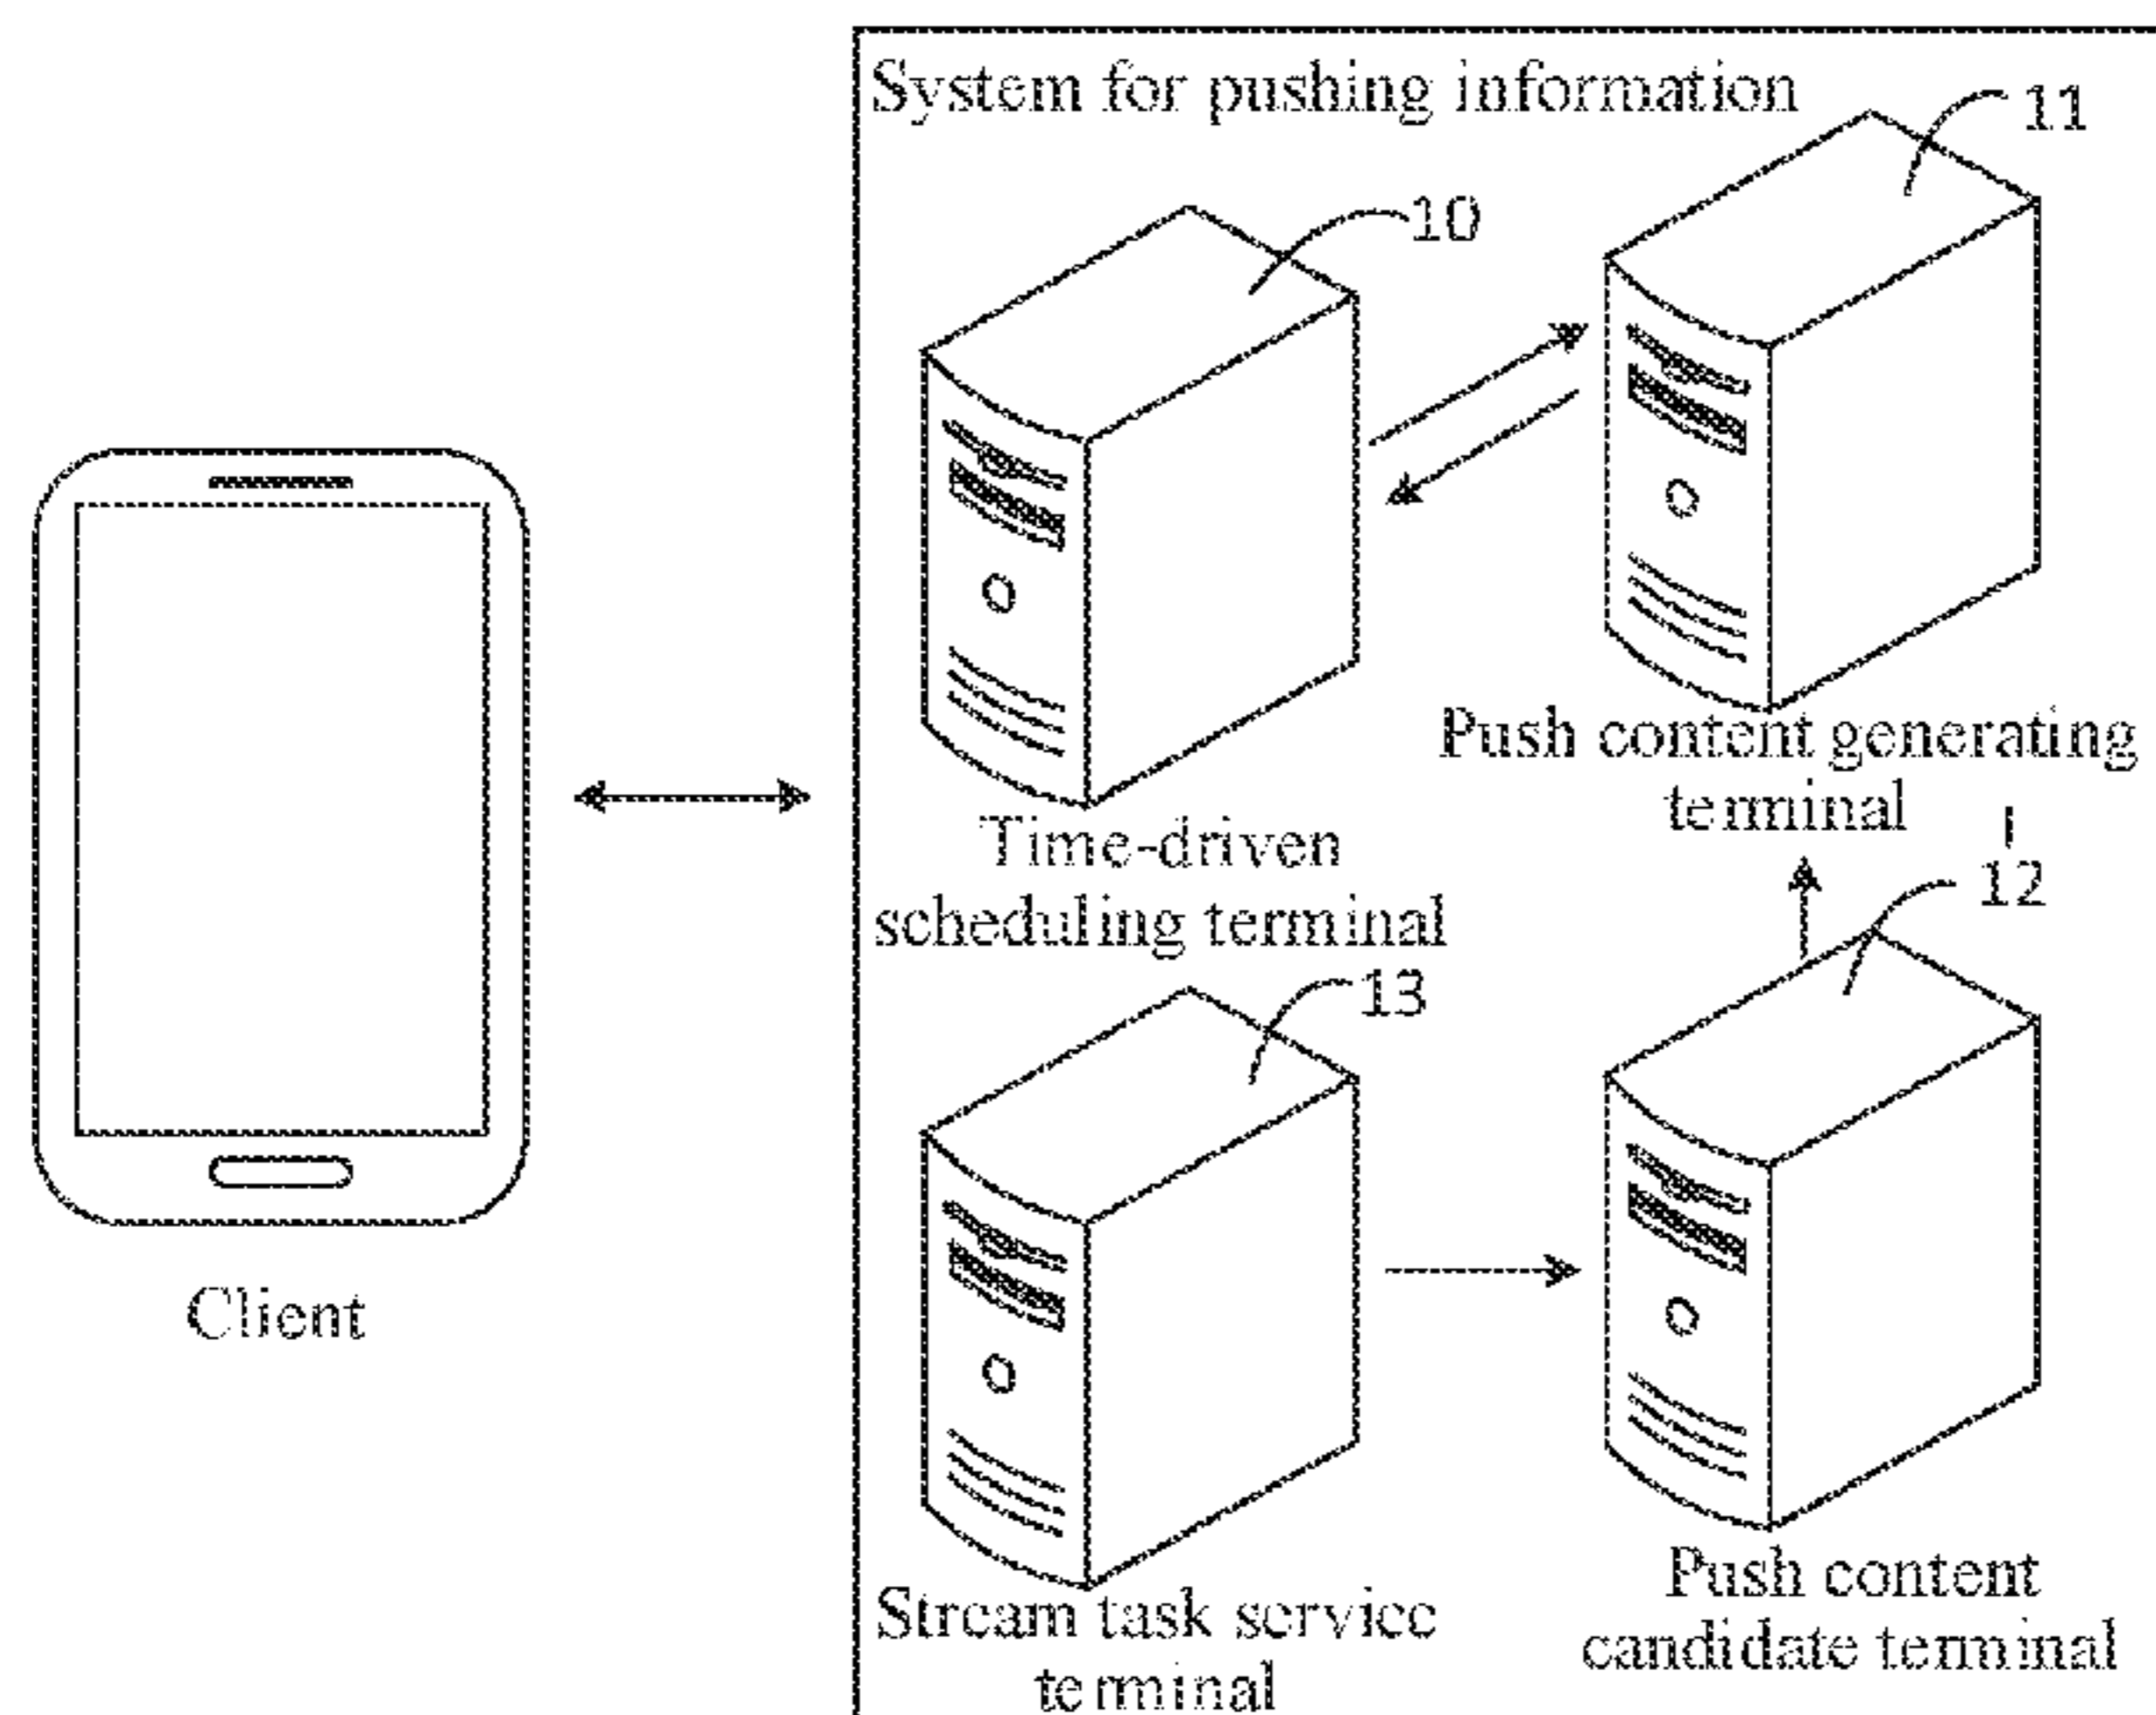 System for pushing information
11
10
Push content generating
terminal
Time-driven
scheduling terminal
12
13
Client
Push content
candidate terminal
Stream task service
terminal